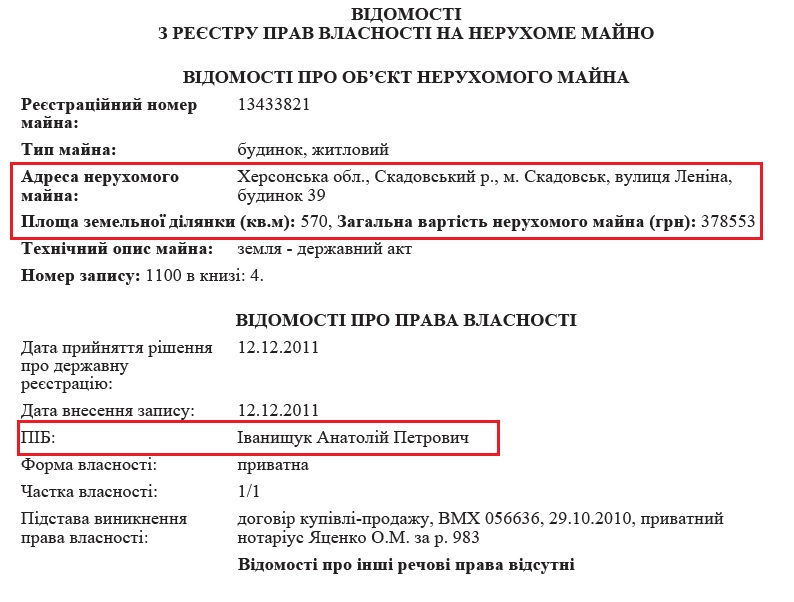 ВІДОМОСТІ
З РЕЄСТРУ ПРАВ ВЛАСНОСТІ НА НЕРУХОМЕ МАЙНО
ВІДОМОСТІ ПРО ОБ’ЄКТ НЕРУХОМОГО МАЙНА
Реєстраційний номер майна: 13433821
Тип майна: будинок, житловий
Адреса нерухомого майна: Херсонська обл., Скадовський р., м. Скадовськ, вулиця Леніна,
будинок 39
Площа земельної ділянки (кв.м): 570, Загальна вартість нерухомого майна (грн): 378553
Технічний опис майна: земля - державний акт
Номер запису: 1100 в книзі: 4.
ВІДОМОСТІ ПРО ПРАВА ВЛАСНОСТІ
Дата прийняття рішення про державну реєстрацію: 12.12.2011
Дата внесення запису: 12.12.2011
ПІБ: Іванищук Анатолій Петрович
Форма власності: приватна
Частка власності: 1/1
Підстава виникнення права власності: договір купівлі-продажу, ВМХ 056636, 29.10.2010, приватний
нотаріус Яценко О.М. за р. 983
Відомості про інші речові права відсутні